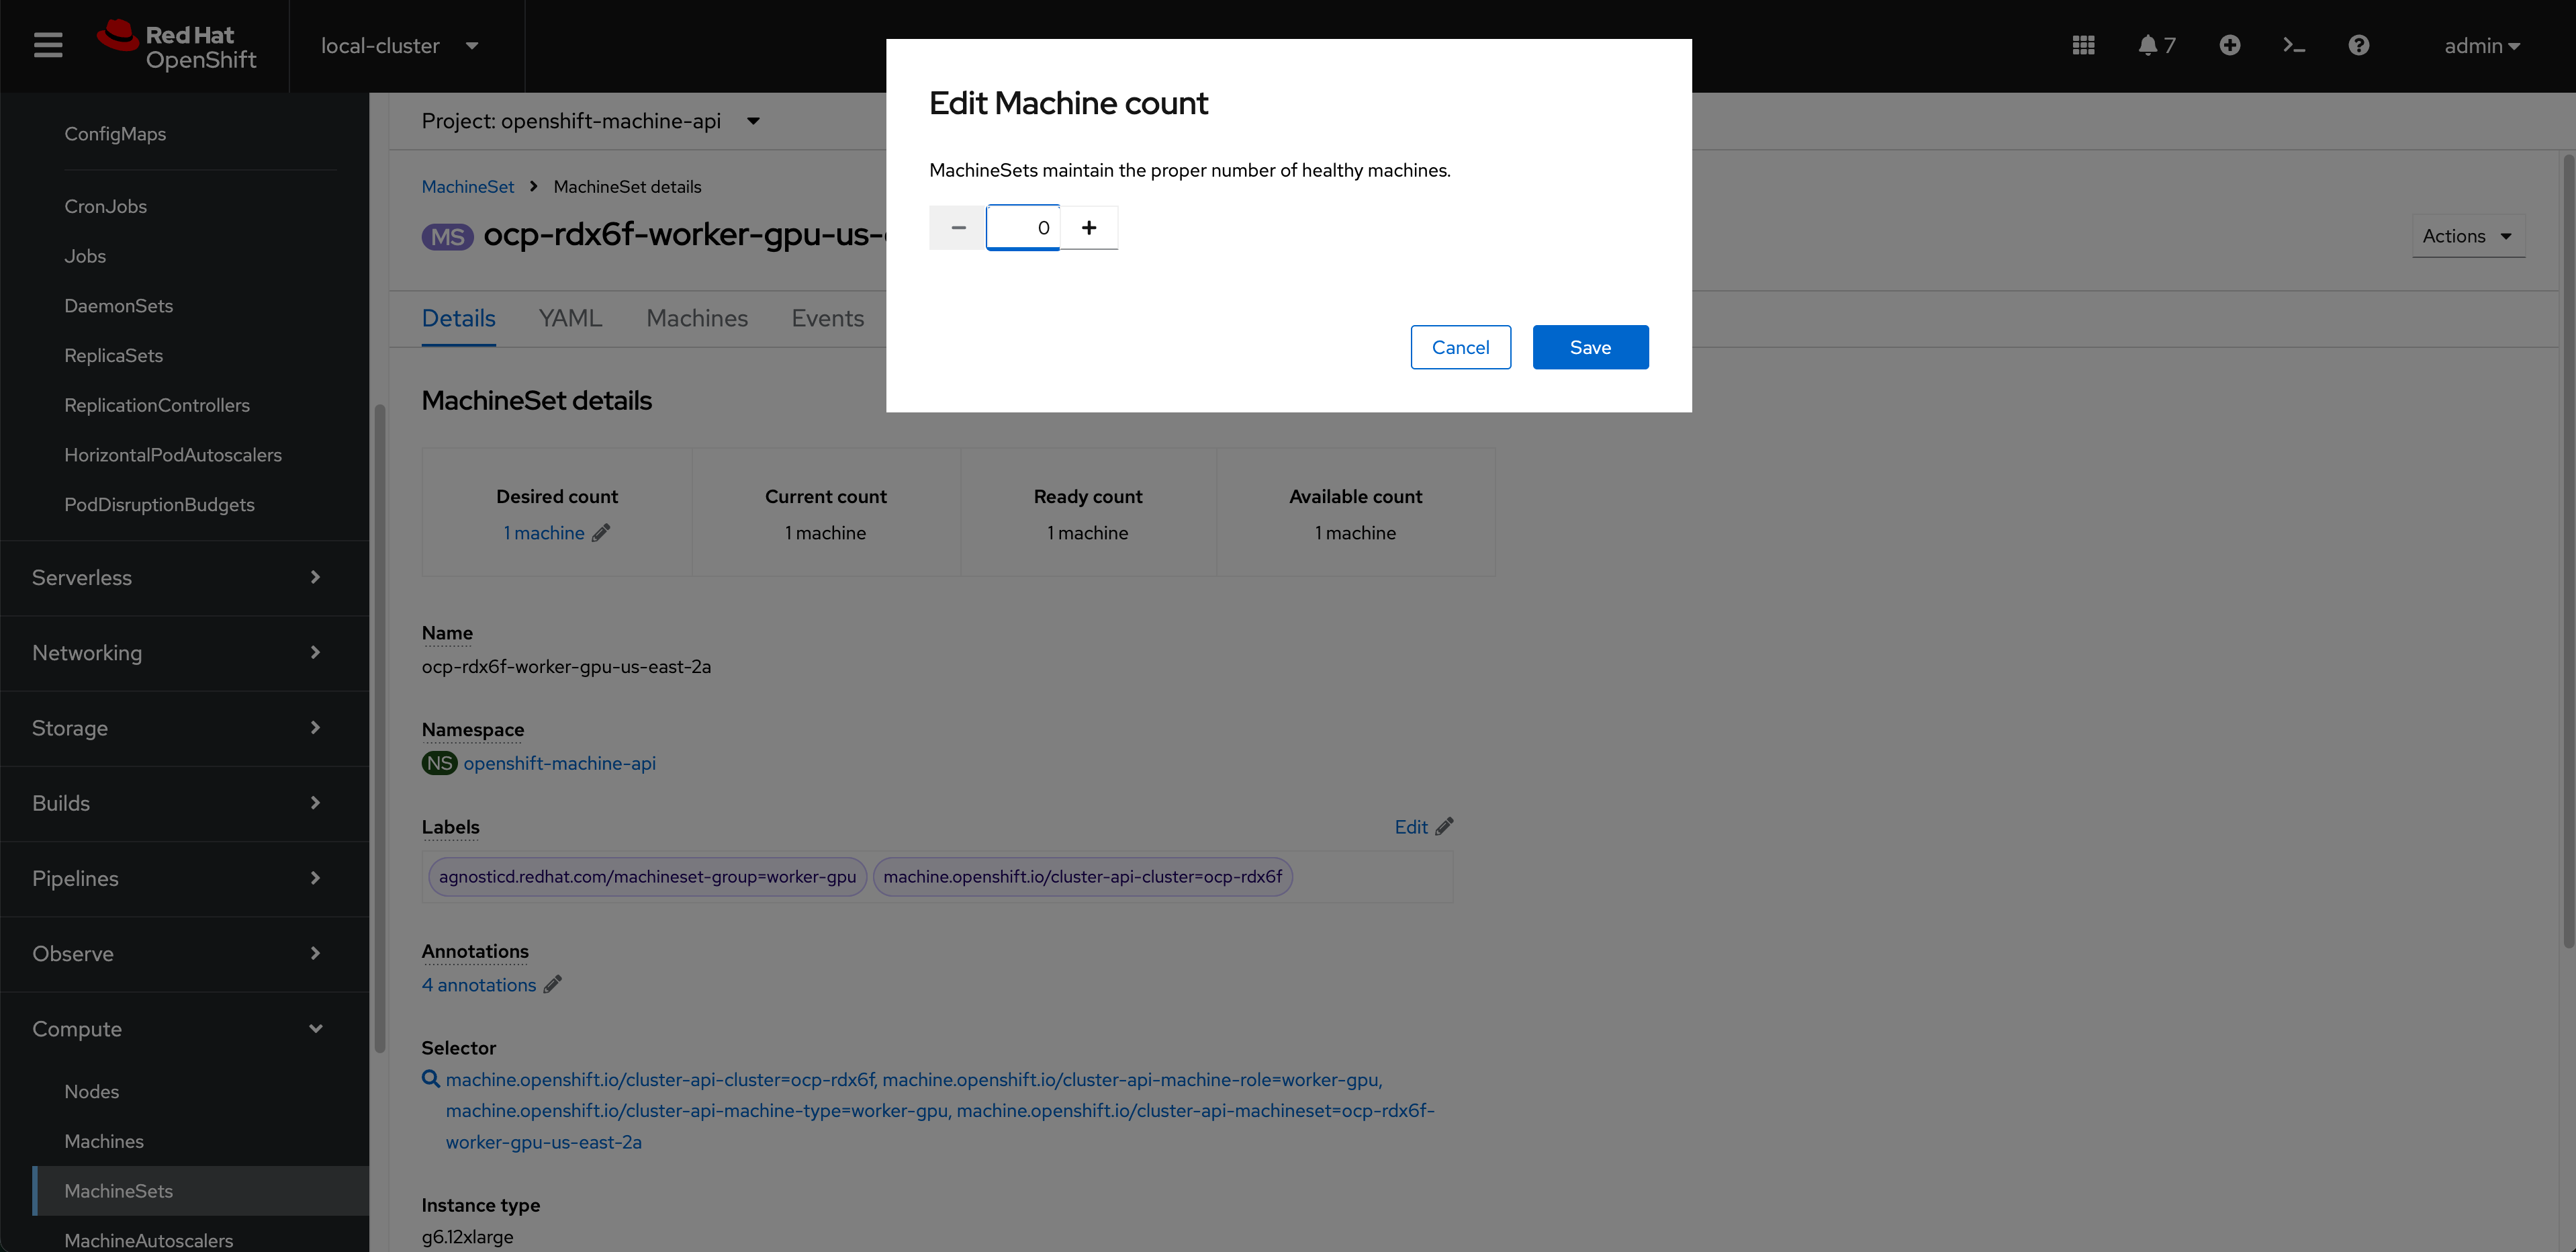 Red Hat
OpenShift
local-cluster
7
admin
ConfigMaps
CronJobs
Jobs
DaemonSets
ReplicaSets
ReplicationControllers
HorizontalPodAutoscalers
PodDisruptionBudgets
Serverless
Networking
Storage
Builds
Pipelines
Observe
Compute
Nodes
Machines
MachineSets
MachineAutoscalers
Project: openshift-machine-api
MachineSet > MachineSet details
MS ocp-rdx6f-worker-gpu-us-
Actions
Details YAML Machines Events
Edit Machine count
MachineSets maintain the proper number of healthy machines.
0
Cancel Save
MachineSet details
Desired count Current count Ready count Available count
1 machine 1 machine 1 machine 1 machine
Name
ocp-rdx6f-worker-gpu-us-east-2a
Namespace
NS openshift-machine-api
Labels Edit
agnosticd.redhat.com/machineset-group=worker-gpu machine.openshift.io/cluster-api-cluster=ocp-rdx6f
Annotations
4 annotations
Selector
machine.openshift.io/cluster-api-cluster=ocp-rdx6f, machine.openshift.io/cluster-api-machine-role=worker-gpu,
machine.openshift.io/cluster-api-machine-type=worker-gpu, machine.openshift.io/cluster-api-machineset=ocp-rdx6f-
worker-gpu-us-east-2a
Instance type
g6.12xlarge